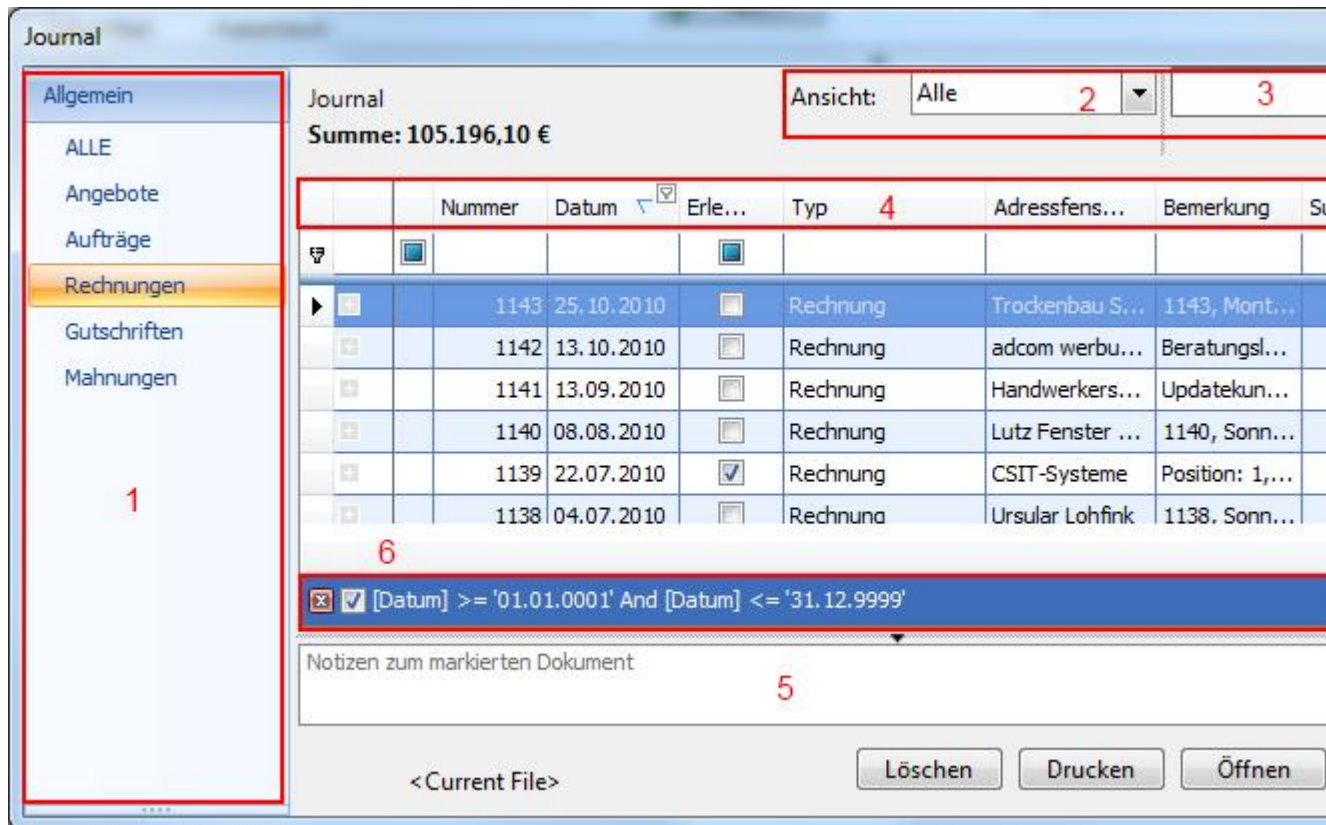 Journal
Allgemein
ALLE
Angebote
Aufträge
Rechnungen
Gutschriften
Mahnungen
1
Journal
Summe: 105.196,10 €
Ansicht: Alle 2 3
Nummer Datum Erle... Typ 4 Adressfens... Bemerkung Su
1143 25.10.2010 Rechnung Trockenbau S... 1143, Mont...
1142 13.10.2010 Rechnung adcom werbu... Beratungsl...
1141 13.09.2010 Rechnung Handwerkers... Updatekun...
1140 08.08.2010 Rechnung Lutz Fenster ... 1140, Sonn...
1139 22.07.2010 Rechnung CSIT-Systeme Position: 1,...
1138 04.07.2010 Rechnung Ursular Lohfink 1138, Sonn...
6
[Datum] >= '01.01.0001' And [Datum] <= '31.12.9999'
Notizen zum markierten Dokument
5
<Current File> Löschen Drucken Öffnen